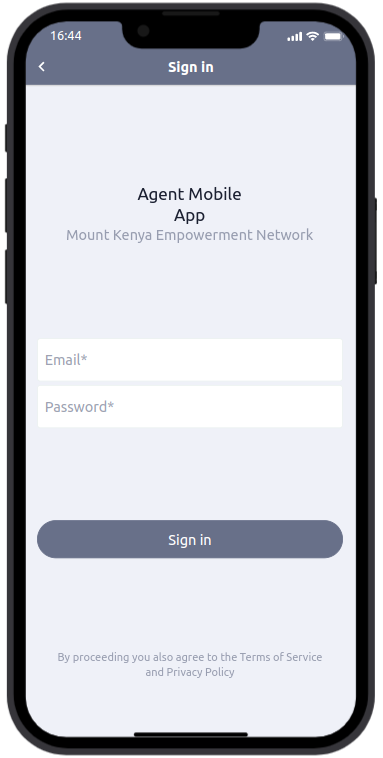 16:44
Sign in
Agent Mobile
App
Mount Kenya Empowerment Network
Email*
Password*
Sign in
By proceeding you also agree to the Terms of Service
and Privacy Policy